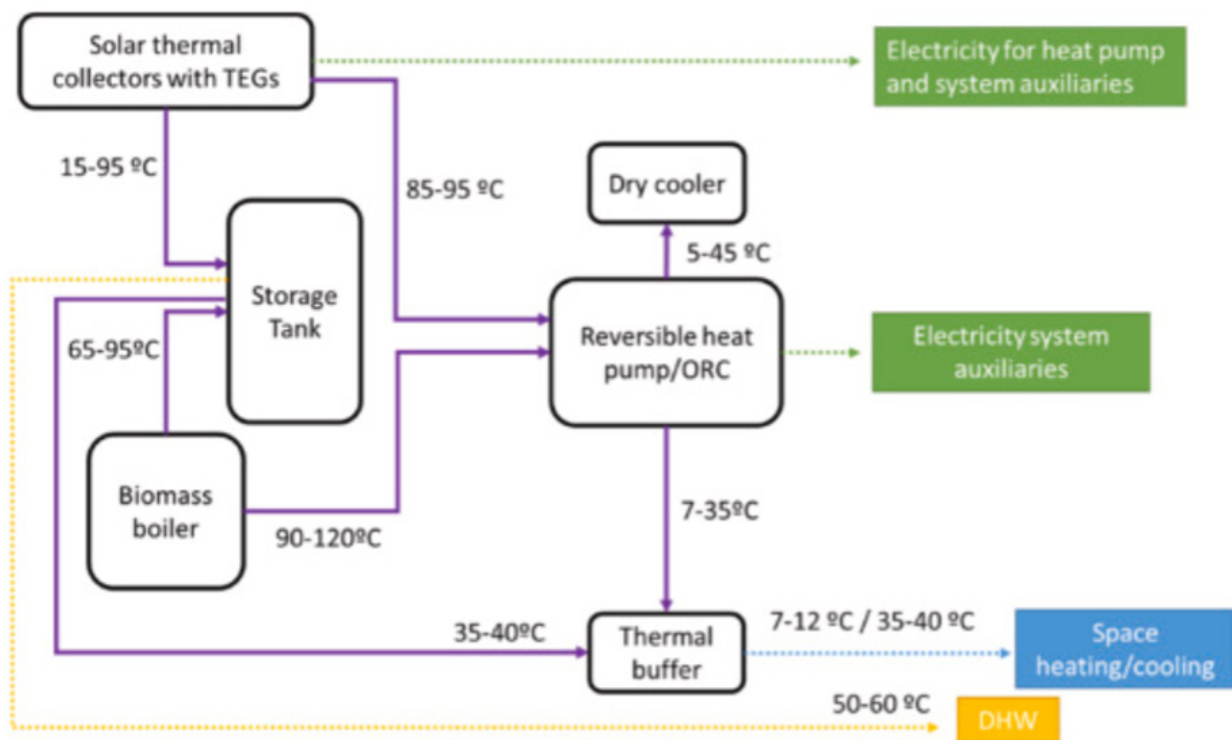 Solar thermal
collectors with TEGs
Electricity for heat pump
and system auxiliaries
15-95 ºC
85-95 ºC
Dry cooler
5-45 ºC
Storage
Tank
65-95ºC
Reversible heat
pump/ORC
Electricity system
auxiliaries
Biomass
boiler
90-120ºC
7-35ºC
35-40ºC
Thermal
buffer
7-12 ºC / 35-40 ºC
Space
heating/cooling
50-60 ºC
DHW